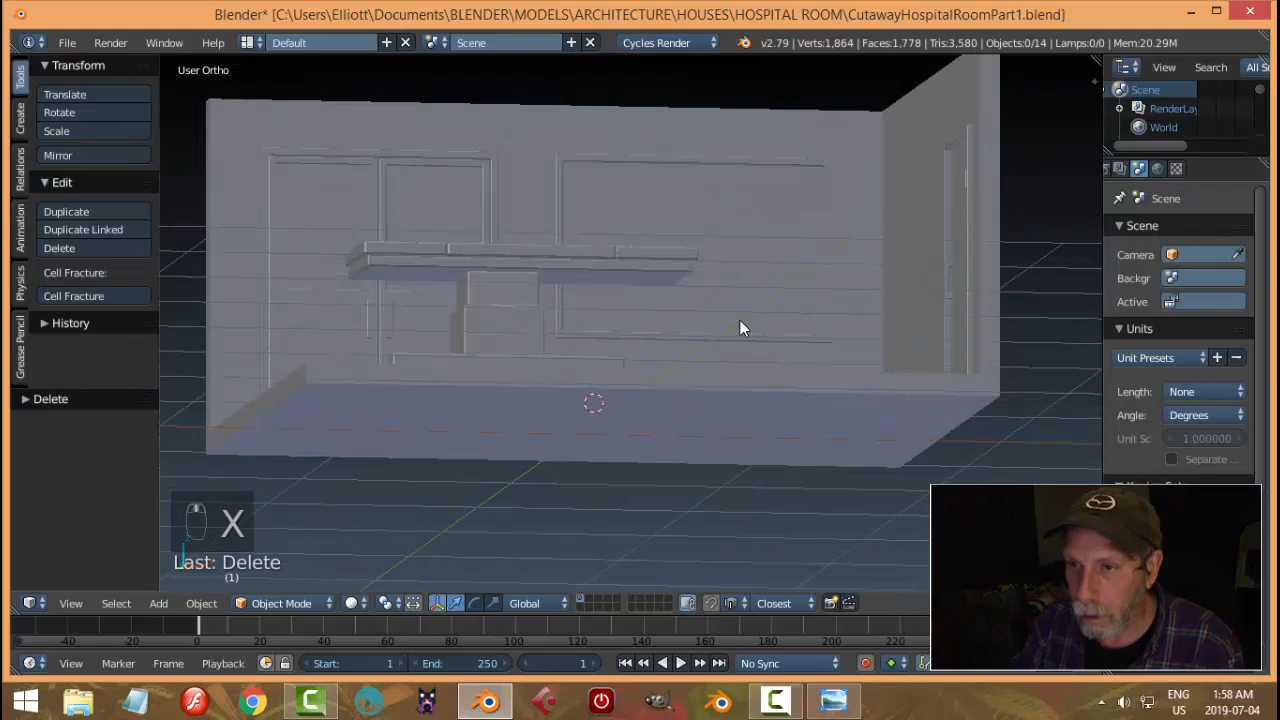 Blender* [C:\Users\Elliott\Documents\BLENDER\MODELS\ARCHITECTURE\HOUSES\HOSPITAL ROOM\CutawayHospitalRoomPart1.blend]
File Render Window Help Default Scene Cycles Render v2.79 | Verts:1,864 | Faces:1,778 | Tris:3,580 | Objects:0/14 | Lamps:0/0 | Mem:20.29M
Tools
Create
Relations
Animation
Physics
Grease Pencil
Transform
Translate
Rotate
Scale
Mirror
Edit
Duplicate
Duplicate Linked
Delete
Cell Fracture:
Cell Fracture
History
Delete
User Ortho
X
Last: Delete
(1)
View Search All Sc
Scene
RenderLay
World
Scene
Scene
Camera
Backgr
Active
Units
Unit Presets
Length: None
Angle: Degrees
Unit Sc: 1.000000
Separate ...
View Select Add Object Object Mode Global Closest
-40 -20 0 20 40 60 80 100 120 140 160 180 200 220
View Marker Frame Playback Start: 1 End: 250 1 No Sync
ENG 1:58 AM
US 2019-07-04